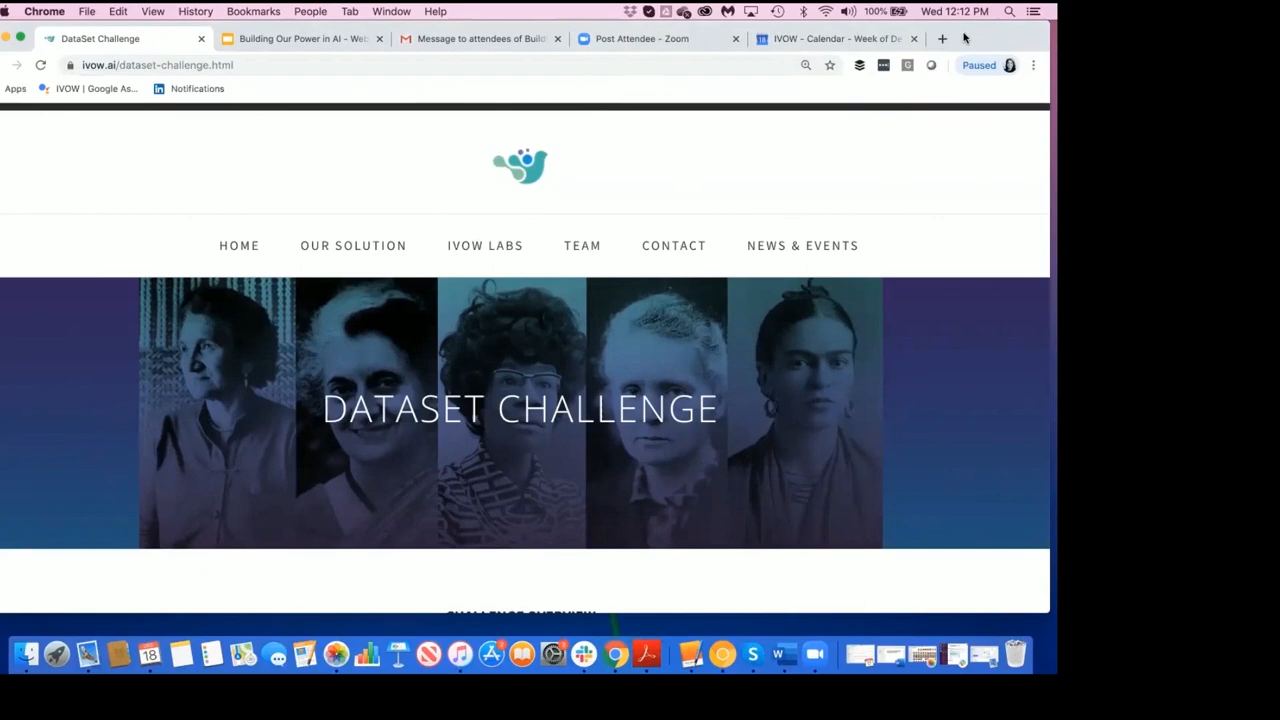 Chrome File Edit View History Bookmarks People Tab Window Help 100% Wed 12:12 PM
DataSet Challenge Building Our Power in AI - Web Message to attendees of Build Post Attendee - Zoom IVOW - Calendar - Week of De
ivow.ai/dataset-challenge.html Paused
Apps IVOW | Google As... Notifications
HOME OUR SOLUTION IVOW LABS TEAM CONTACT NEWS & EVENTS
DATASET CHALLENGE
CHALLENGE OVERVIEW
18